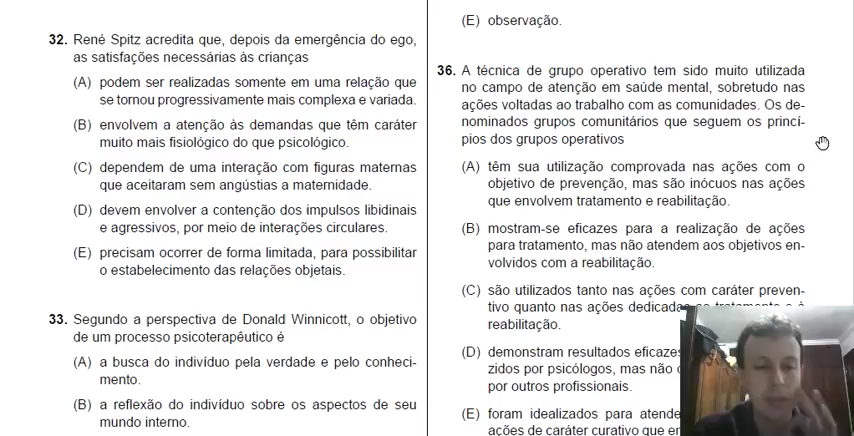 32. René Spitz acredita que, depois da emergência do ego,
as satisfações necessárias às crianças
(A) podem ser realizadas somente em uma relação que
se tornou progressivamente mais complexa e variada.
(B) envolvem a atenção às demandas que têm caráter
muito mais fisiológico do que psicológico.
(C) dependem de uma interação com figuras maternas
que aceitaram sem angústias a maternidade.
(D) devem envolver a contenção dos impulsos libidinais
e agressivos, por meio de interações circulares.
(E) precisam ocorrer de forma limitada, para possibilitar
o estabelecimento das relações objetais.
33. Segundo a perspectiva de Donald Winnicott, o objetivo
de um processo psicoterapêutico é
(A) a busca do indivíduo pela verdade e pelo conheci-
mento.
(B) a reflexão do indivíduo sobre os aspectos de seu
mundo interno.
(E) observação.
36. A técnica de grupo operativo tem sido muito utilizada
no campo de atenção em saúde mental, sobretudo nas
ações voltadas ao trabalho com as comunidades. Os de-
nominados grupos comunitários que seguem os princí-
pios dos grupos operativos
(A) têm sua utilização comprovada nas ações com o
objetivo de prevenção, mas são inócuos nas ações
que envolvem tratamento e reabilitação.
(B) mostram-se eficazes para a realização de ações
para tratamento, mas não atendem aos objetivos en-
volvidos com a reabilitação.
(C) são utilizados tanto nas ações com caráter preven-
tivo quanto nas ações dedicadas ao tratamento e à
reabilitação.
(D) demonstram resultados eficazes
zidos por psicólogos, mas não
por outros profissionais.
(E) foram idealizados para atende
ações de caráter curativo que